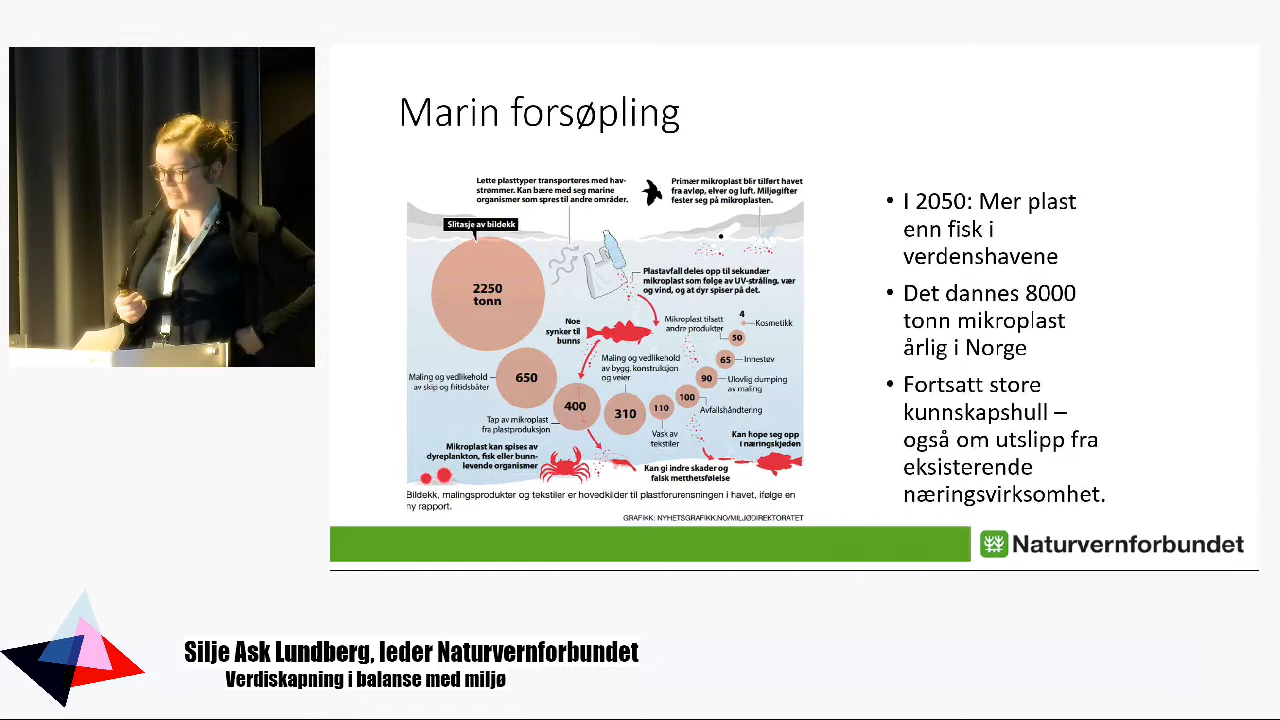 Marin forsøpling
Lette plasttyper transporteres med hav-
strømmer. Kan bære med seg marine
organismer som spres til andre områder.
Primær mikroplast blir tilført havet
fra avløp, elver og luft. Miljøgifter
fester seg på mikroplasten.
Slitasje av bildekk
2250
tonn
Plastavfall deles opp til sekundær
mikroplast som følge av UV-stråling, vær
og vind, og at dyr spiser på det.
Noe
synker til
bunns
Mikroplast tilsatt
andre produkter
4
Kosmetikk
50
65
Innestøv
90
Ulovlig dumping
av maling
100
Avfallshåndtering
110
Vask av
tekstiler
Maling og vedlikehold
av bygg, konstruksjon
og veier
310
400
Tap av mikroplast
fra plastproduksjon
650
Maling og vedlikehold
av skip og fritidsbåter
Mikroplast kan spises av
dyreplankton, fisk eller bunn-
levende organismer
Kan gi indre skader og
falsk metthetsfølelse
Kan hope seg opp
i næringskjeden
Bildekk, malingsprodukter og tekstiler er hovedkilder til plastforurensningen i havet, ifølge en
ny rapport.
GRAFIKK: NYHETSGRAFIKK.NO/MILJØDIREKTORATET
• I 2050: Mer plast
enn fisk i
verdenshavene
• Det dannes 8000
tonn mikroplast
årlig i Norge
• Fortsatt store
kunnskapshull –
også om utslipp fra
eksisterende
næringsvirksomhet.
Naturvernforbundet
Silje Ask Lundberg, leder Naturvernforbundet
Verdiskapning i balanse med miljø